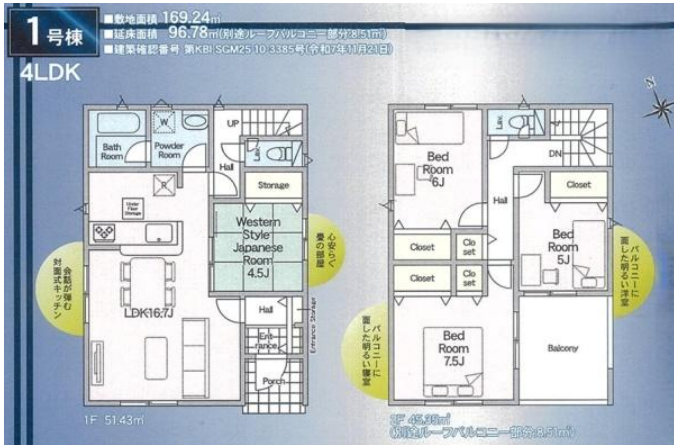 1号棟
■敷地面積 169.24㎡
■延床面積 96.78㎡(別途ルーフバルコニー部分:8.51㎡)
■建築確認番号 第KBI-SGM25-10-3385号(令和7年11月21日)
4LDK
N
Bath Room
W
Powder Room
UP
Lav.
Hall
Storage
R
Under Floor Storage
Western Style Japanese Room 4.5J
心安らぐ
畳の部屋
会話が弾む
対面式キッチン
LDK16.7J
Hall
Entrance
Entrance Storage
Porch
1F 51.43㎡
Bed Room 6J
Lav.
DN
Hall
Closet
Bed Room 5J
バルコニーに
面した明るい洋室
Closet
Closet
Closet
Closet
バルコニーに
面した明るい寝室
Bed Room 7.5J
Balcony
2F 45.35㎡
(別途ルーフバルコニー部分:8.51㎡)